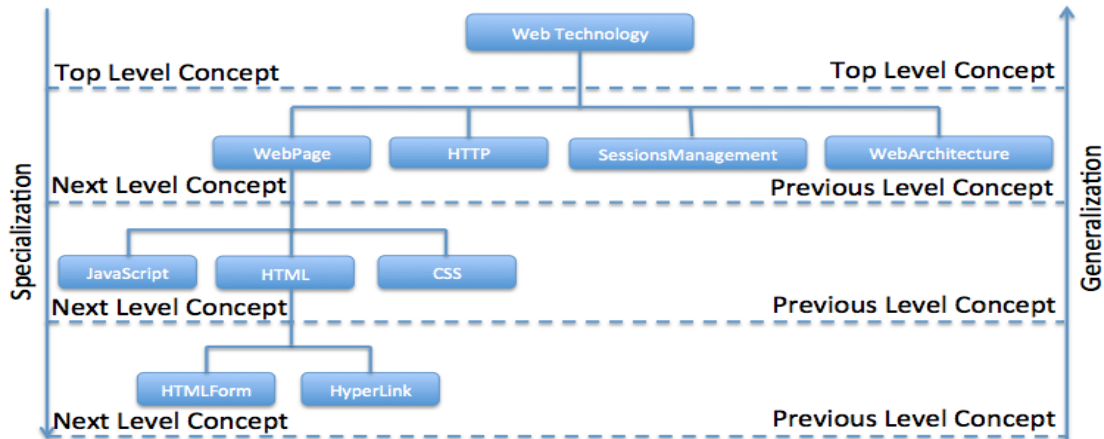 Web Technology
Top Level Concept
Top Level Concept
WebPage
HTTP
SessionsManagement
WebArchitecture
Next Level Concept
Previous Level Concept
Specialization
Generalization
JavaScript
HTML
CSS
Next Level Concept
Previous Level Concept
HTMLForm
HyperLink
Next Level Concept
Previous Level Concept